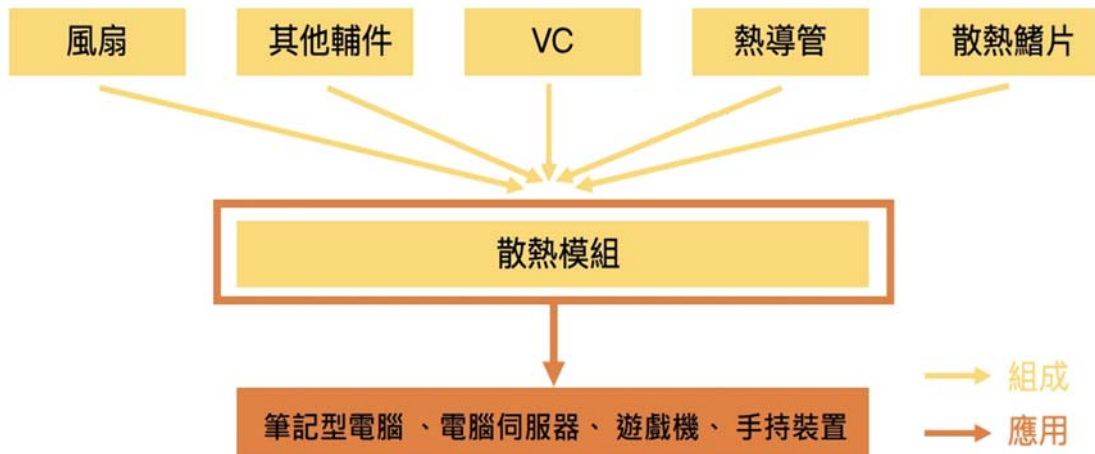 風扇
其他輔件
VC
熱導管
散熱鰭片
散熱模組
組成
筆記型電腦 、電腦伺服器、 遊戲機、 手持裝置
應用